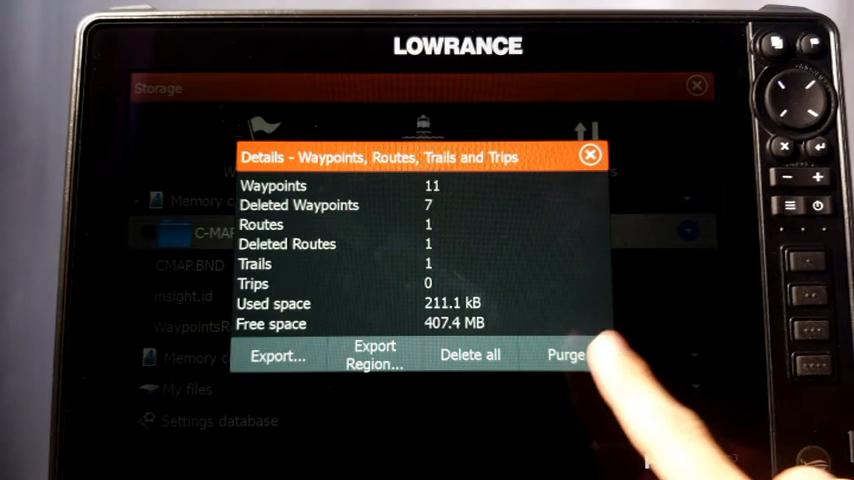 LOWRANCE
Storage
Details - Waypoints, Routes, Trails and Trips
Waypoints 11
Deleted Waypoints 7
Routes 1
Deleted Routes 1
Trails 1
Trips 0
Used space 211.1 kB
Free space 407.4 MB
Export... Export Region... Delete all Purge
Memory
C-MAP
CMAP.BND
insight.id
Memory
My files
Settings database